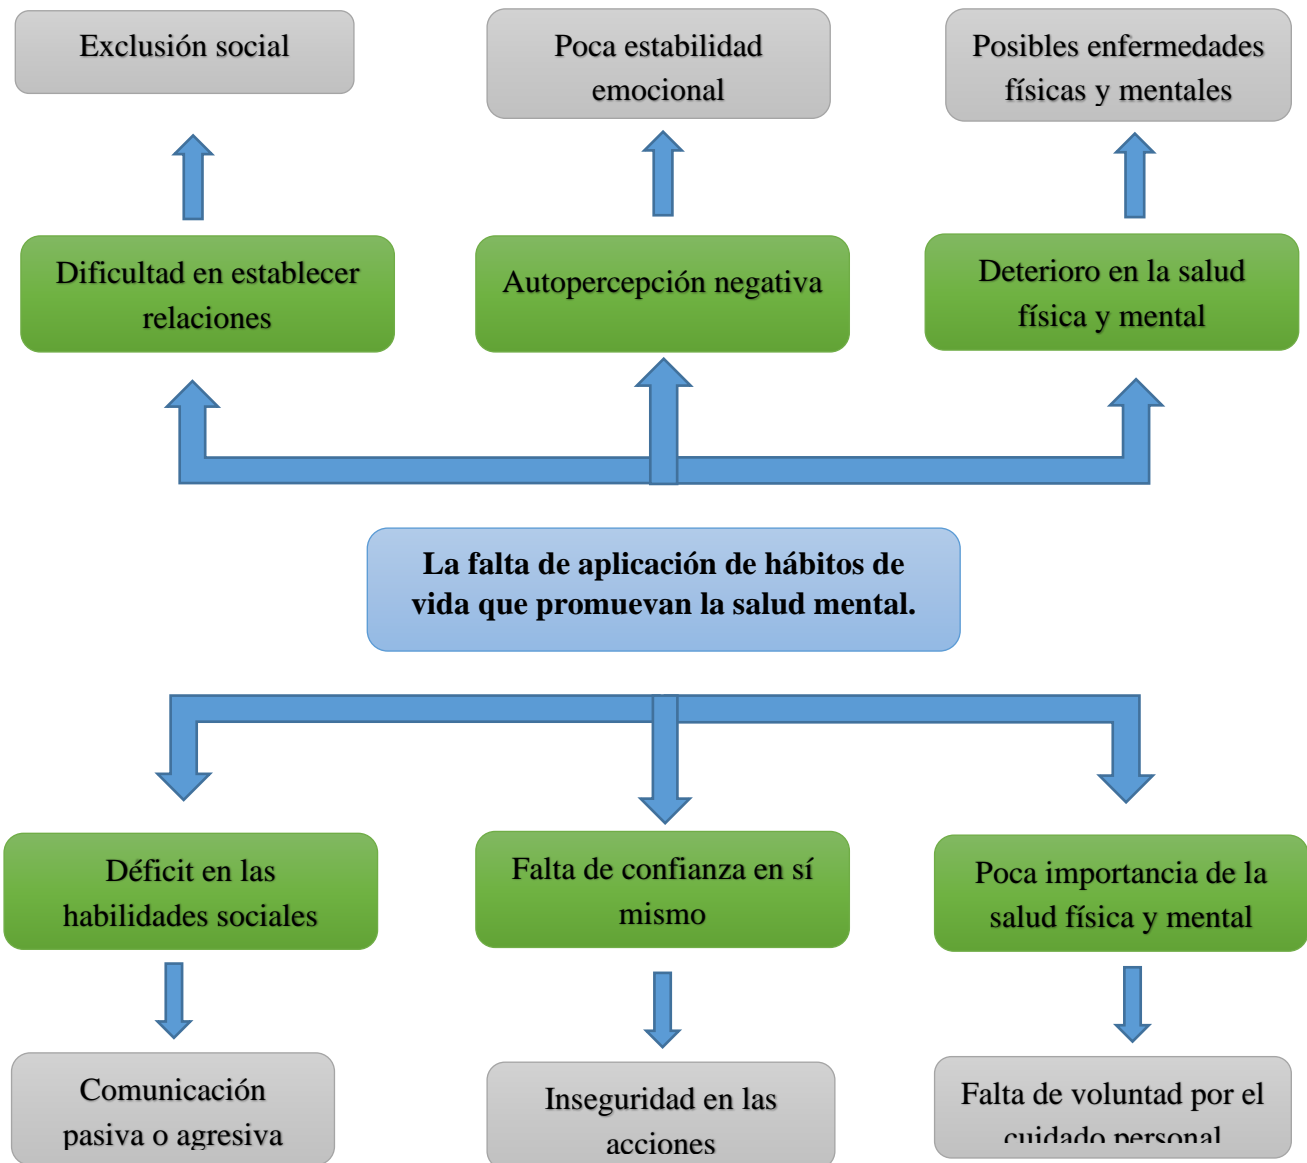 Exclusión social
Poca estabilidad
emocional
Posibles enfermedades
físicas y mentales
Dificultad en establecer
relaciones
Autopercepción negativa
Deterioro en la salud
física y mental
La falta de aplicación de hábitos de
vida que promuevan la salud mental.
Déficit en las
habilidades sociales
Falta de confianza en sí
mismo
Poca importancia de la
salud física y mental
Comunicación
pasiva o agresiva
Inseguridad en las
acciones
Falta de voluntad por el
cuidado personal